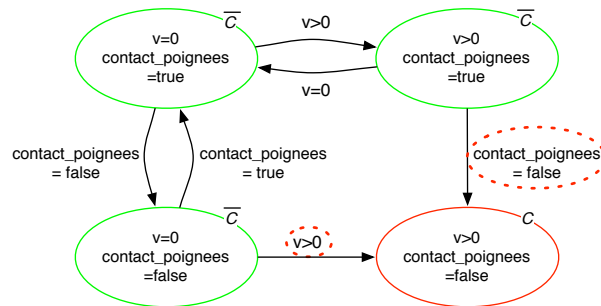 C̅
v=0
contact_poignees
=true
v>0
v=0
C̅
v>0
contact_poignees
=true
contact_poignees
= false
contact_poignees
= true
contact_poignees
= false
C̅
v=0
contact_poignees
=false
v>0
C
v>0
contact_poignees
=false